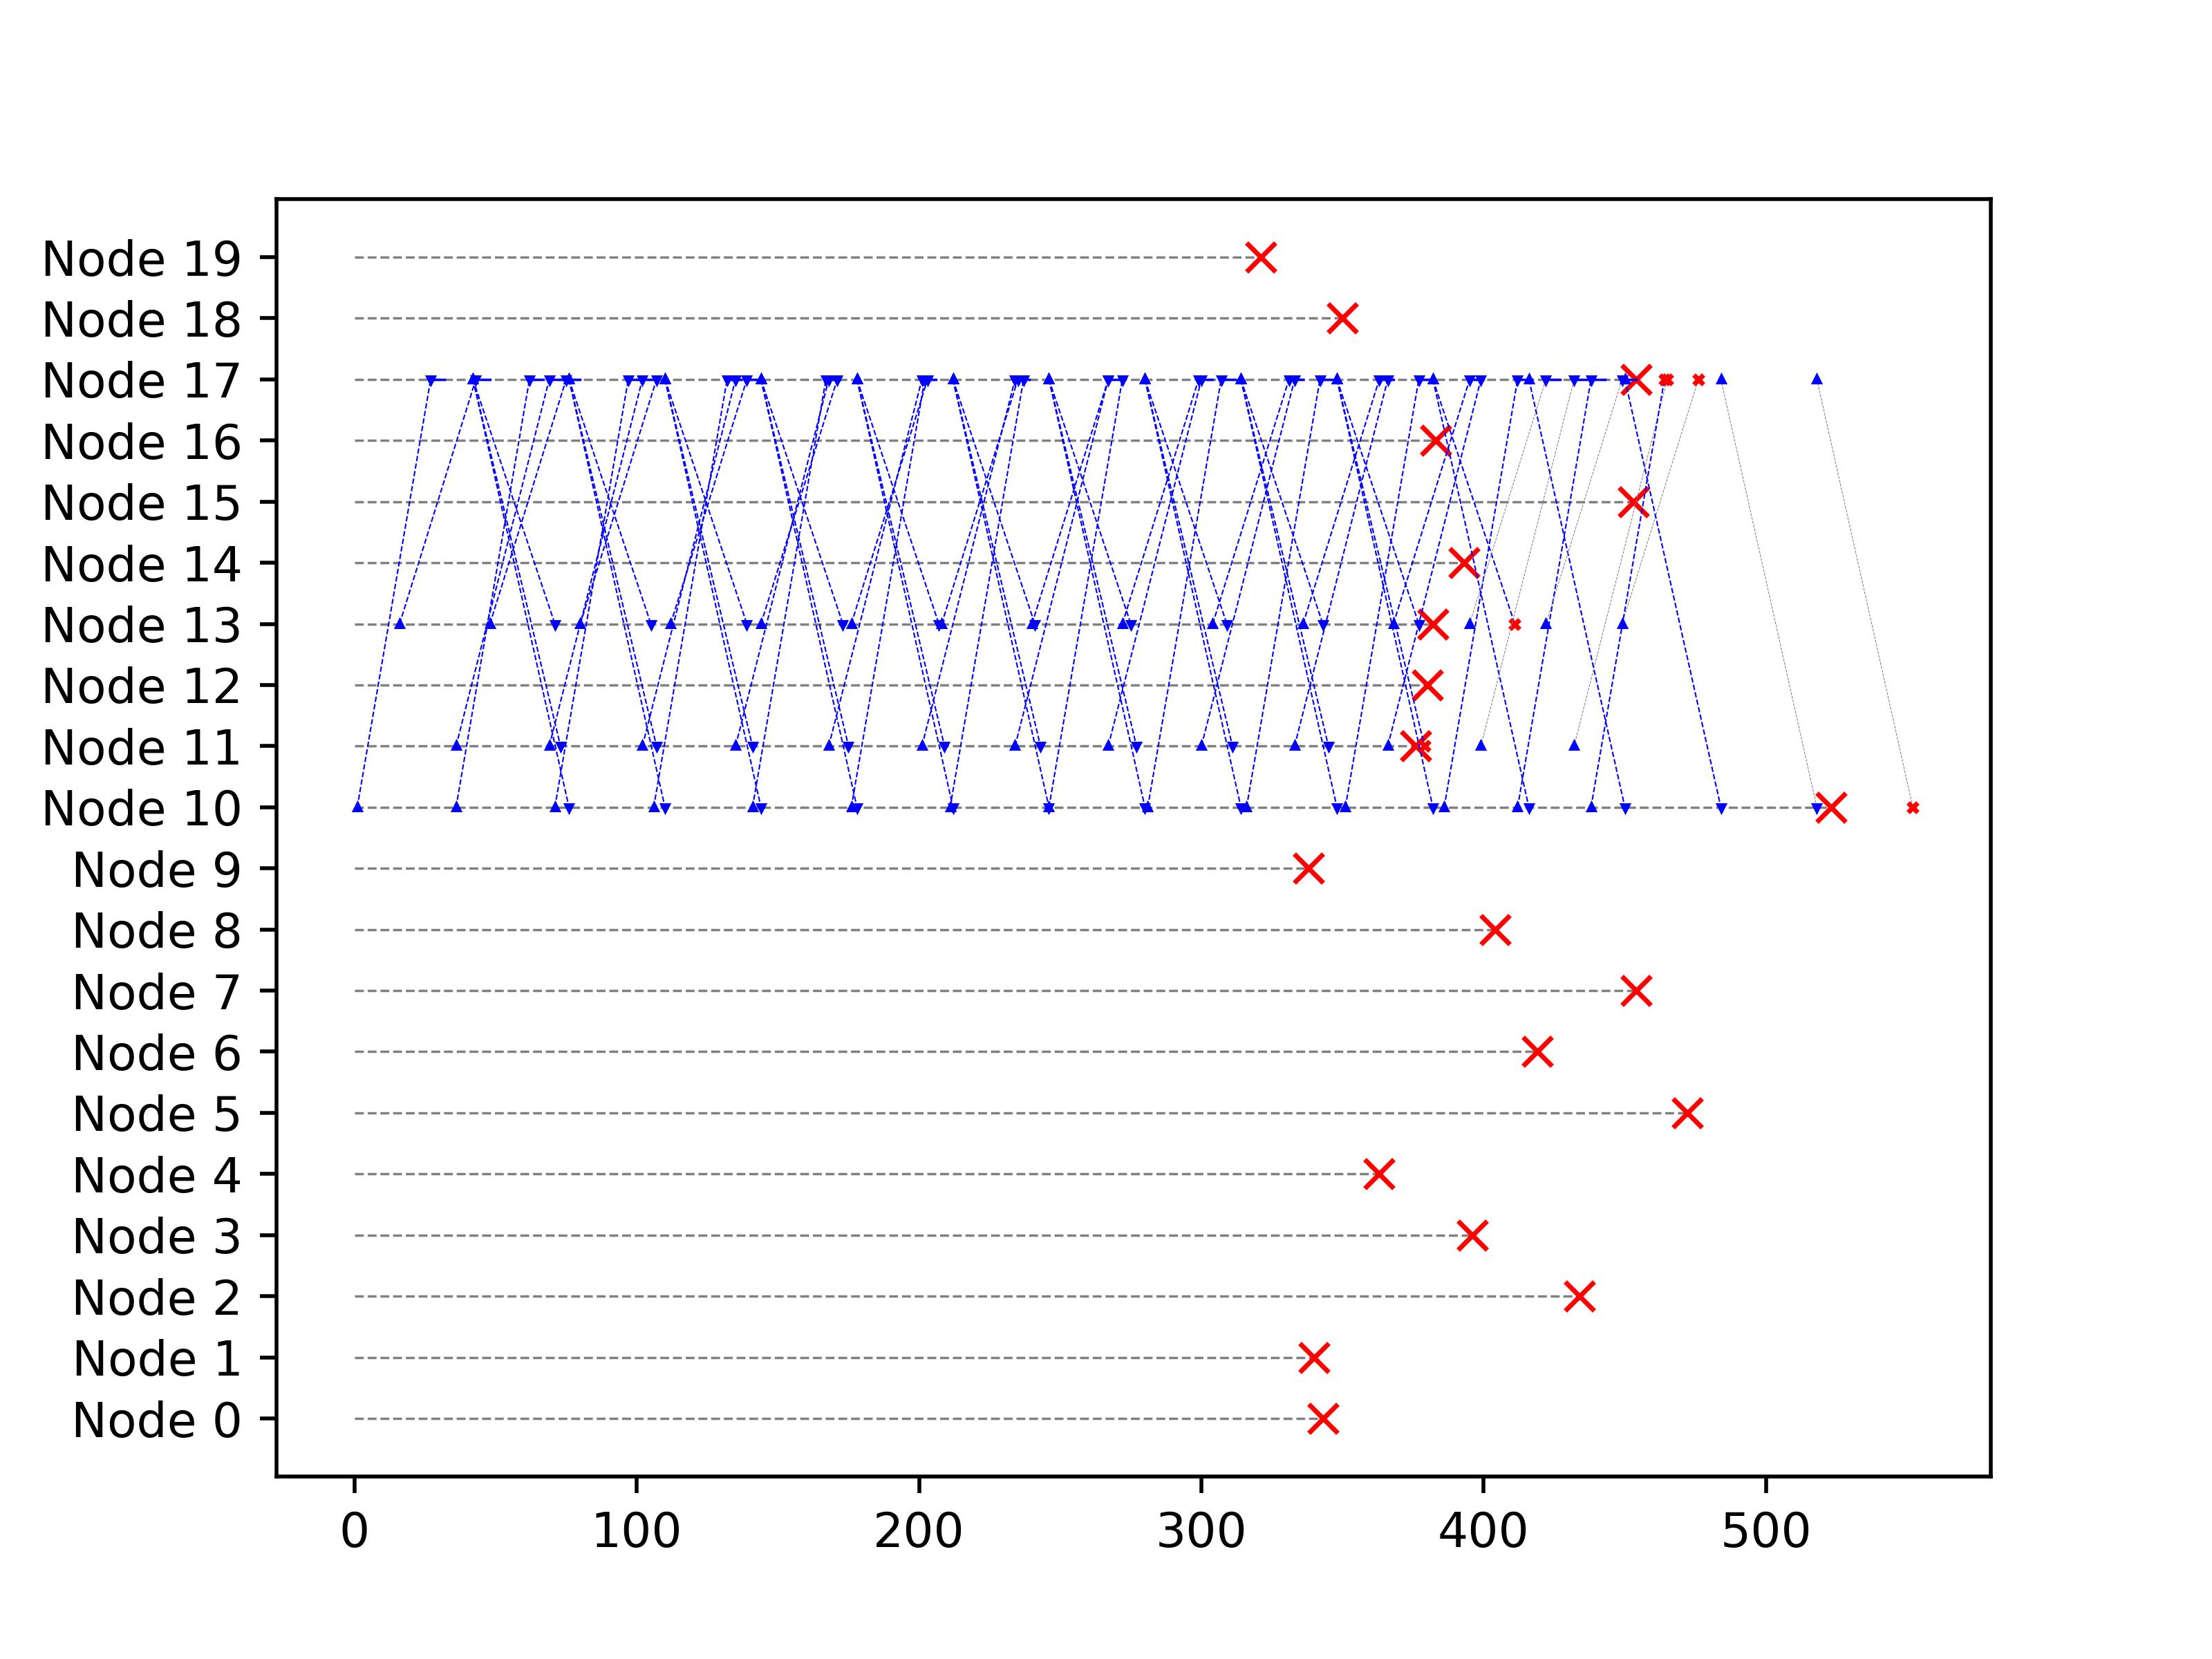 Node 19
Node 18
Node 17
Node 16
Node 15
Node 14
Node 13
Node 12
Node 11
Node 10
Node 9
Node 8
Node 7
Node 6
Node 5
Node 4
Node 3
Node 2
Node 1
Node 0
0 100 200 300 400 500